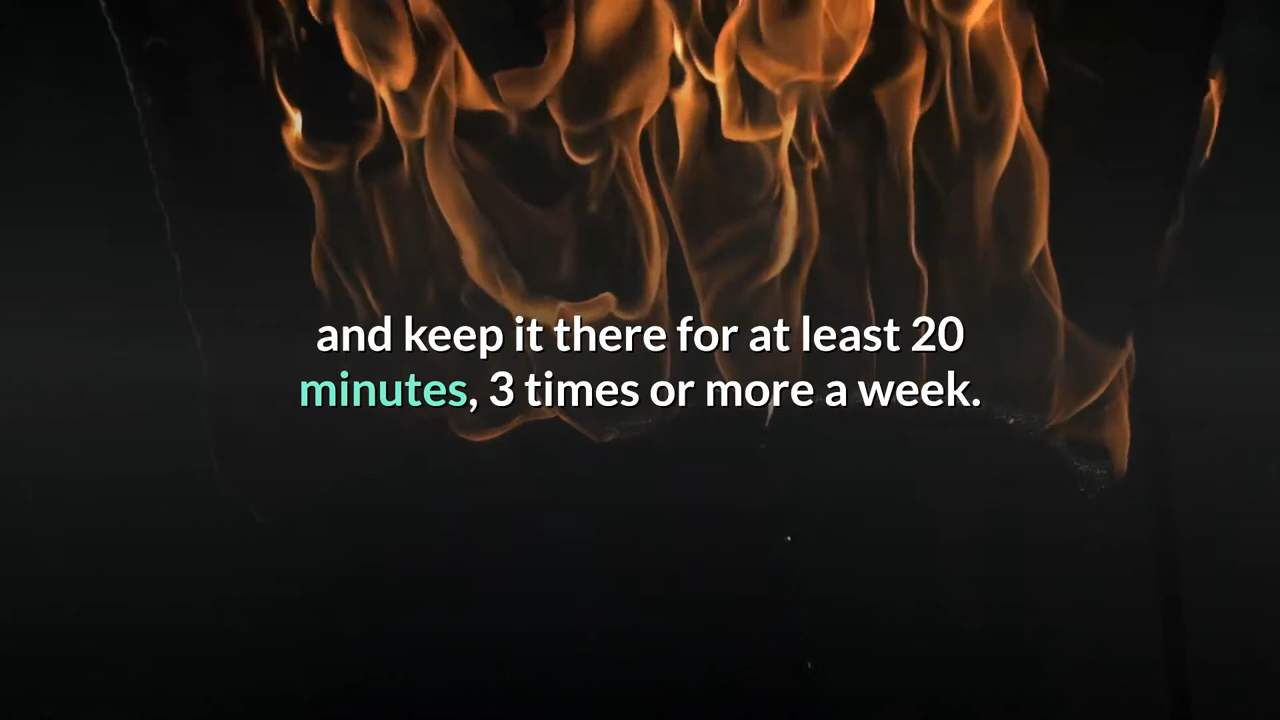 and keep it there for at least 20
minutes, 3 times or more a week.